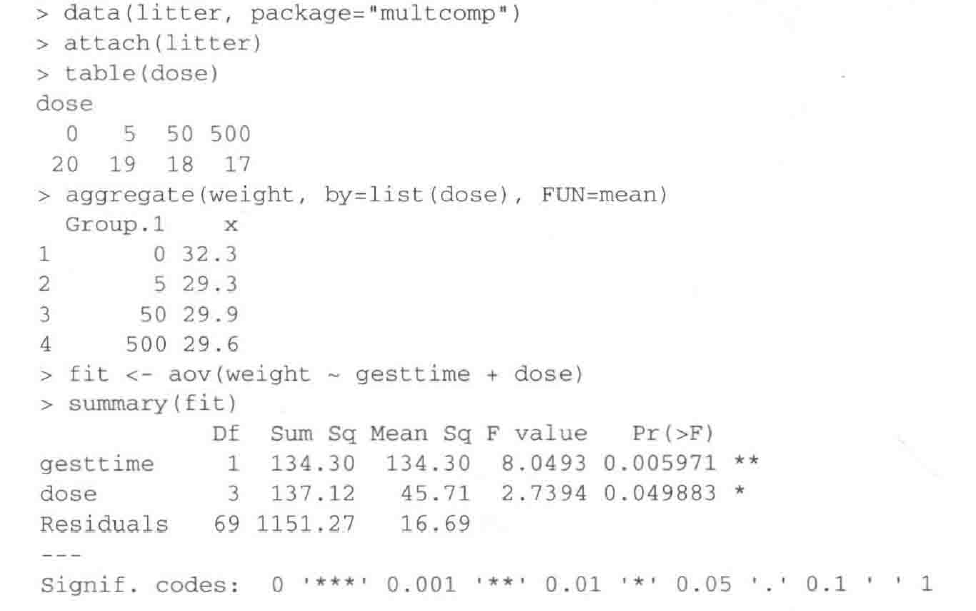 > data(litter, package="multcomp")
> attach(litter)
> table(dose)
dose
  0   5  50 500
 20  19  18  17
> aggregate(weight, by=list(dose), FUN=mean)
  Group.1    x
1       0 32.3
2       5 29.3
3      50 29.9
4     500 29.6
> fit <- aov(weight ~ gesttime + dose)
> summary(fit)
            Df  Sum Sq Mean Sq F value   Pr(>F)
gesttime     1  134.30  134.30  8.0493 0.005971 **
dose         3  137.12   45.71  2.7394 0.049883 *
Residuals   69 1151.27   16.69
---
Signif. codes:  0 '***' 0.001 '**' 0.01 '*' 0.05 '.' 0.1 ' ' 1